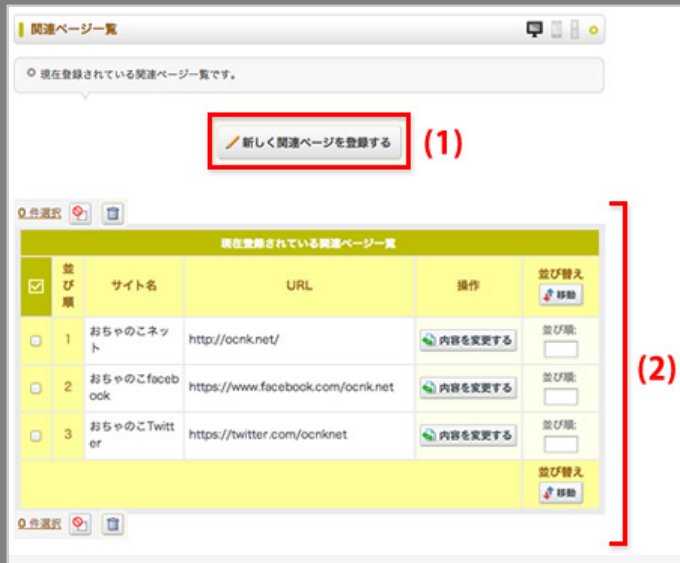 関連ページ一覧
現在登録されている関連ページ一覧です。
新しく関連ページを登録する
(1)
0 件選択
現在登録されている関連ページ一覧
並び順 サイト名 URL 操作 並び替え
移動
1 おちゃのこネット http://ocnk.net/ 内容を変更する 並び順:
2 おちゃのこfacebook https://www.facebook.com/ocnk.net 内容を変更する 並び順:
(2)
3 おちゃのこTwitter https://twitter.com/ocnknet 内容を変更する 並び順:
並び替え
移動
0 件選択